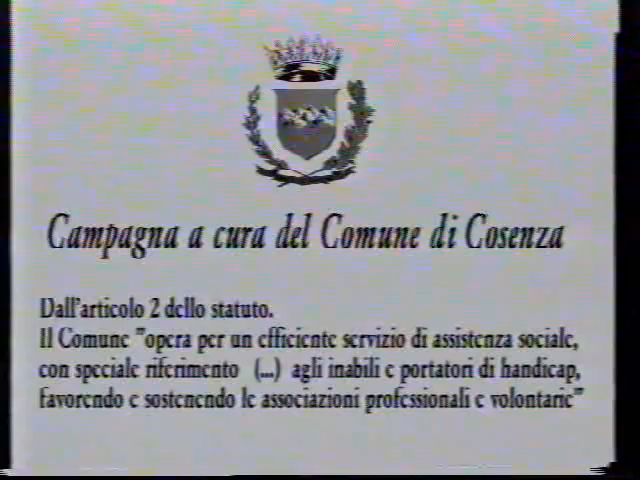 Campagna a cura del Comune di Cosenza
Dall'articolo 2 dello statuto.
Il Comune "opera per un efficiente servizio di assistenza sociale,
con speciale riferimento (...) agli inabili e portatori di handicap,
favorendo e sostenendo le associazioni professionali e volontarie"